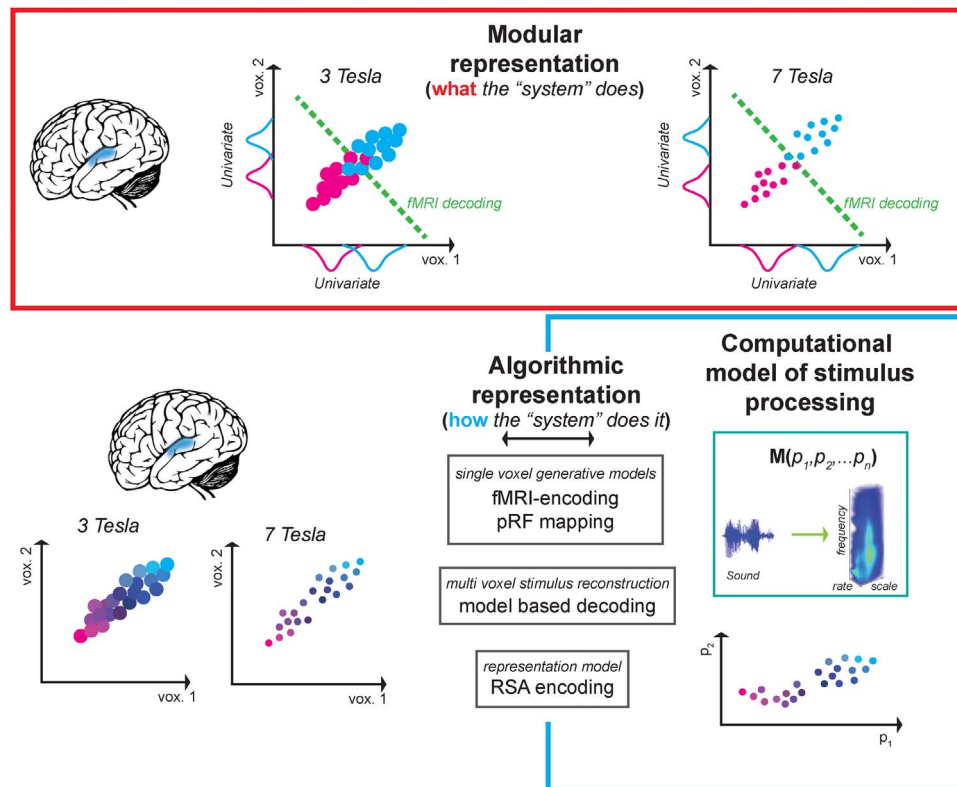 Modular
representation
(what the “system” does)
3 Tesla
vox. 2
Univariate
fMRI decoding
vox. 1
Univariate
7 Tesla
vox. 2
Univariate
fMRI decoding
vox. 1
Univariate
3 Tesla
vox. 2
vox. 1
7 Tesla
vox. 2
vox. 1
Algorithmic
representation
(how the “system” does it)
single voxel generative models
fMRI-encoding
pRF mapping
multi voxel stimulus reconstruction
model based decoding
representation model
RSA encoding
Computational
model of stimulus
processing
M(p₁,p₂,...pₙ)
Sound
frequency
rate
scale
p₂
p₁